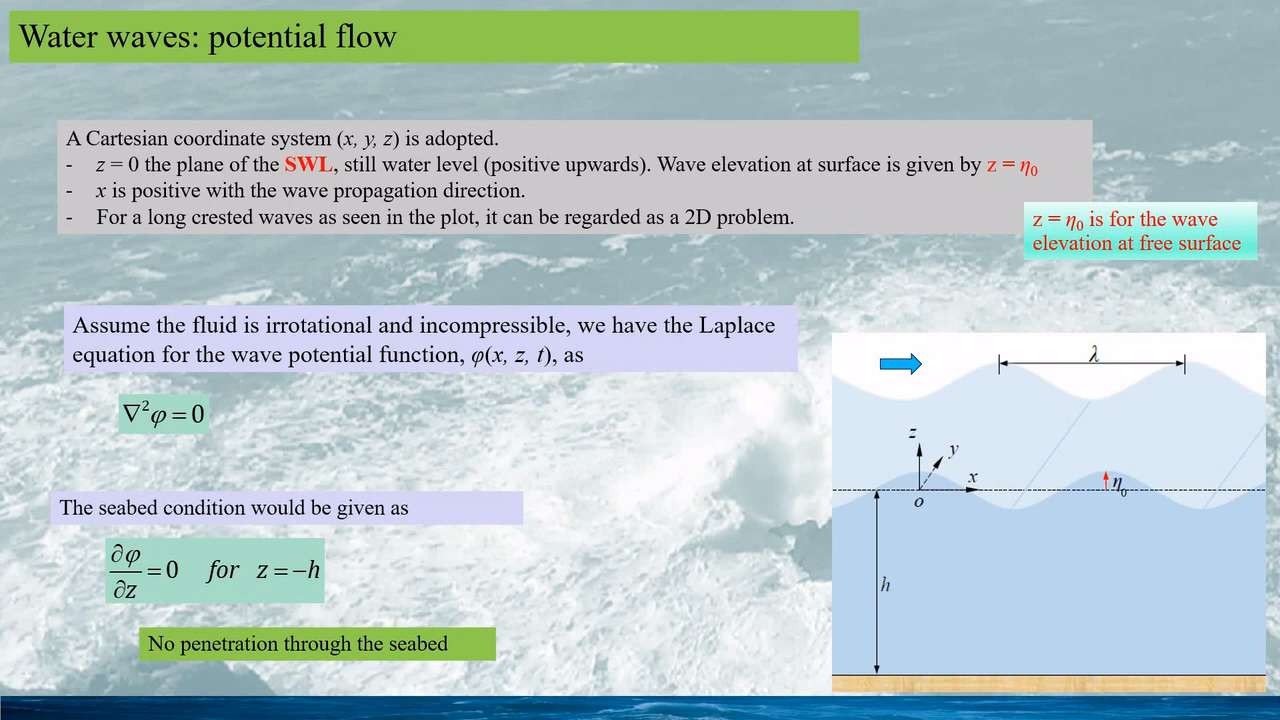 Water waves: potential flow
A Cartesian coordinate system (x, y, z) is adopted.
- z = 0 the plane of the SWL, still water level (positive upwards). Wave elevation at surface is given by z = η₀
- x is positive with the wave propagation direction.
- For a long crested waves as seen in the plot, it can be regarded as a 2D problem.
z = η₀ is for the wave
elevation at free surface
Assume the fluid is irrotational and incompressible, we have the Laplace
equation for the wave potential function, φ(x, z, t), as
∇²φ = 0
The seabed condition would be given as
∂φ/∂z = 0 for z = −h
No penetration through the seabed
λ
z
y
x
o
η₀
h